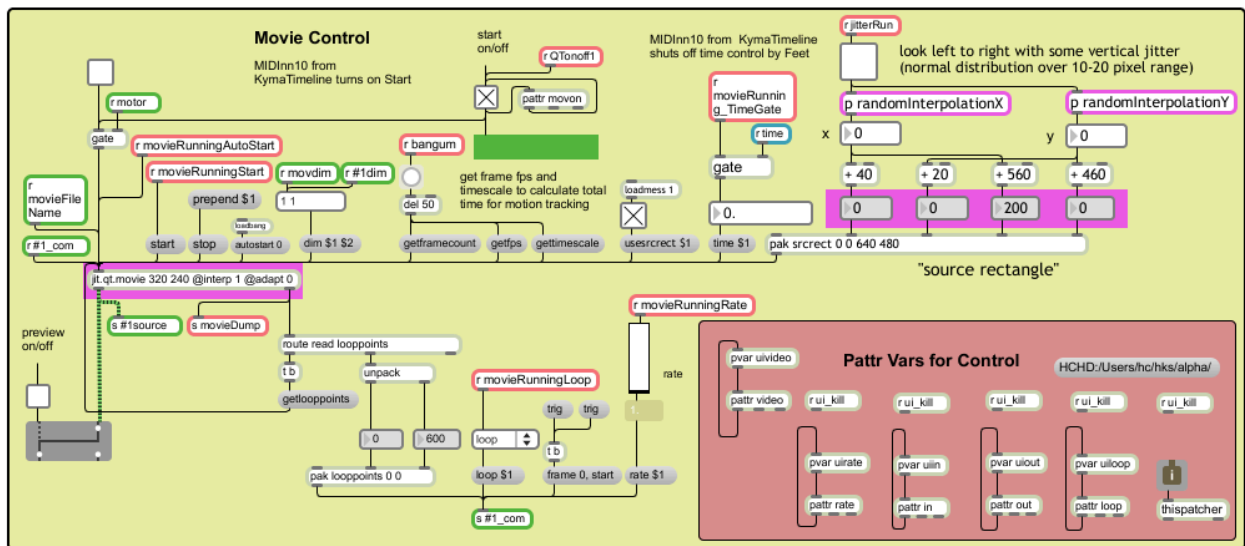 Movie Control
MIDInn10 from
KymaTimeline turns on Start
start
on/off
r QTonoff1
pattr movon
r motor
gate
r movieRunningAutoStart
r movieRunningStart
r
movieFile
Name
r #1_com
prepend $1
start
stop
loadbang
autostart 0
r movdim
r #1dim
1 1
dim $1 $2
r bangum
del 50
get frame fps and
timescale to calculate total
time for motion tracking
getframecount
getfps
gettimescale
MIDInn10 from KymaTimeline
shuts off time control by Feet
r
movieRunnin
g_TimeGate
r time
gate
0.
loadmess 1
usesrcrect $1
time $1
r jitterRun
look left to right with some vertical jitter
(normal distribution over 10-20 pixel range)
p randomInterpolationX
p randomInterpolationY
x
0
y
0
+ 40
+ 20
+ 560
+ 460
0
0
200
0
pak srcrect 0 0 640 480
"source rectangle"
jit.qt.movie 320 240 @interp 1 @adapt 0
s #1source
s movieDump
preview
on/off
route read looppoints
t b
unpack
getlooppoints
0
600
pak looppoints 0 0
r movieRunningLoop
loop
loop $1
trig
trig
t b
frame 0, start
r movieRunningRate
rate
1.
rate $1
s #1_com
Pattr Vars for Control
HCHD:/Users/hc/hks/alpha/
pvar uivideo
pattr video
r ui_kill
r ui_kill
r ui_kill
r ui_kill
r ui_kill
pvar uirate
pvar uiin
pvar uiout
pvar uiloop
i
pattr rate
pattr in
pattr out
pattr loop
thispatcher